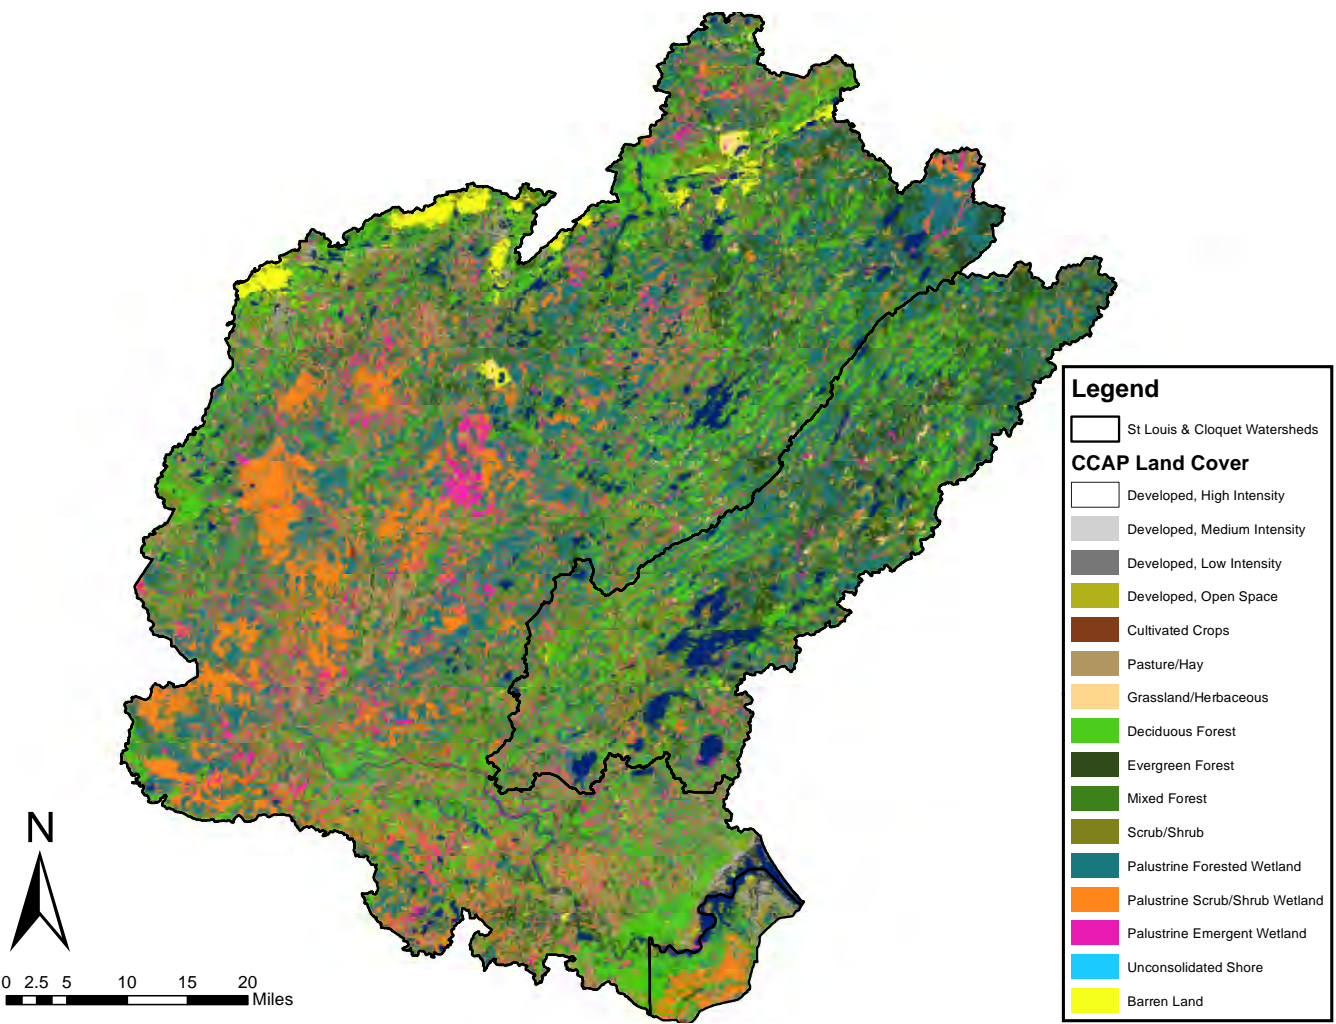 Legend
St Louis & Cloquet Watersheds
CCAP Land Cover
Developed, High Intensity
Developed, Medium Intensity
Developed, Low Intensity
Developed, Open Space
Cultivated Crops
Pasture/Hay
Grassland/Herbaceous
Deciduous Forest
Evergreen Forest
Mixed Forest
Scrub/Shrub
Palustrine Forested Wetland
Palustrine Scrub/Shrub Wetland
Palustrine Emergent Wetland
Unconsolidated Shore
Barren Land
N
0 2.5 5 10 15 20
Miles